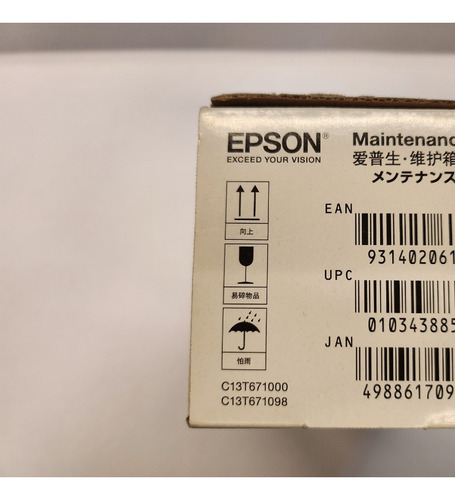 EPSON®
EXCEED YOUR VISION
Maintenanc
爱普生·维护箱
メンテナンス
向上
易碎物品
怕雨
EAN
931402061
UPC
010343885
JAN
498861709
C13T671000
C13T671098